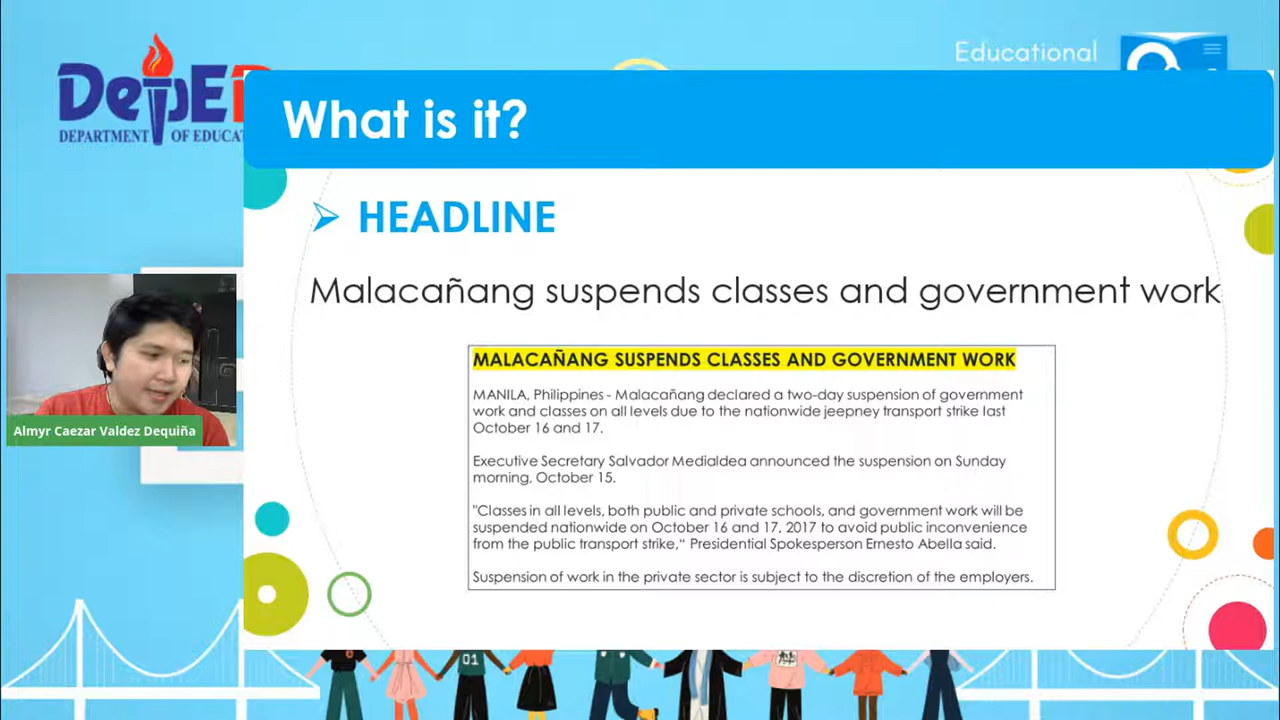 Educational
DepE
DEPARTMENT OF EDUCAT
What is it?
HEADLINE
Malacañang suspends classes and government work
MALACAÑANG SUSPENDS CLASSES AND GOVERNMENT WORK
MANILA, Philippines - Malacañang declared a two-day suspension of government
work and classes on all levels due to the nationwide jeepney transport strike last
October 16 and 17.
Executive Secretary Salvador Medialdea announced the suspension on Sunday
morning, October 15.
"Classes in all levels, both public and private schools, and government work will be
suspended nationwide on October 16 and 17, 2017 to avoid public inconvenience
from the public transport strike," Presidential Spokesperson Ernesto Abella said.
Suspension of work in the private sector is subject to the discretion of the employers.
Almyr Caezar Valdez Dequiña
01